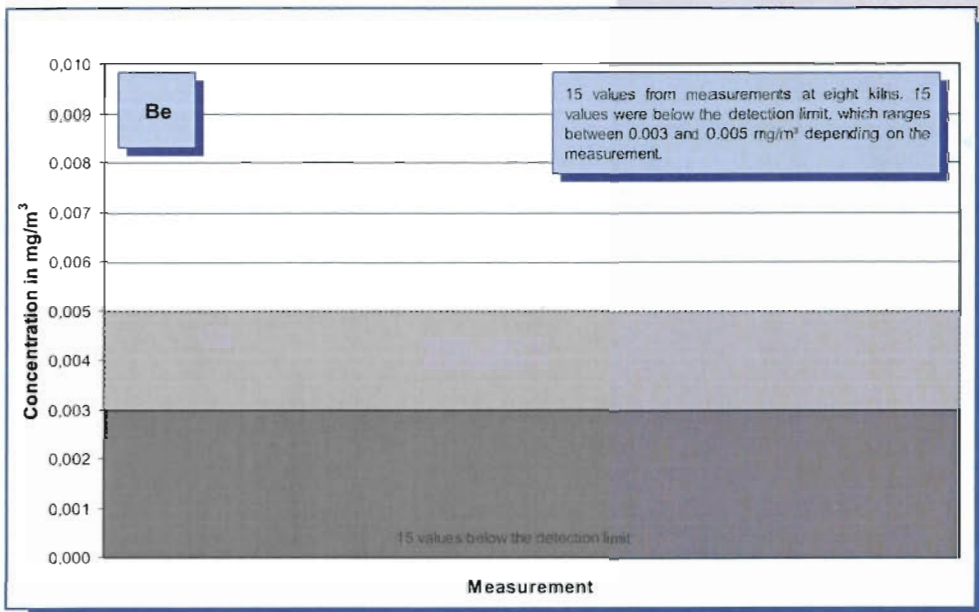 0,010
0,009
0,008
0,007
0,006
0,005
0,004
0,003
0,002
0,001
0,000
Concentration in mg/m³
Be
15 values from measurements at eight kilns. 15
values were below the detection limit, which ranges
between 0.003 and 0.005 mg/m³ depending on the
measurement.
15 values below the detection limit
Measurement